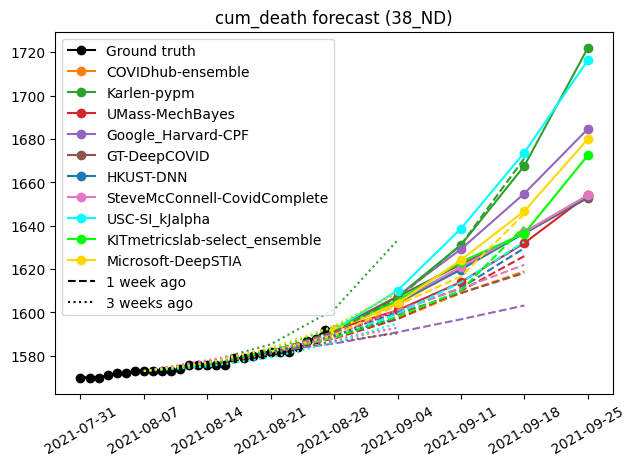 cum_death forecast (38_ND)
1720
1700
1680
1660
1640
1620
1600
1580
Ground truth
COVIDhub-ensemble
Karlen-pypm
UMass-MechBayes
Google_Harvard-CPF
GT-DeepCOVID
HKUST-DNN
SteveMcConnell-CovidComplete
USC-SI_kJalpha
KITmetricslab-select_ensemble
Microsoft-DeepSTIA
1 week ago
3 weeks ago
2021-07-31
2021-08-07
2021-08-14
2021-08-21
2021-08-28
2021-09-04
2021-09-11
2021-09-18
2021-09-25